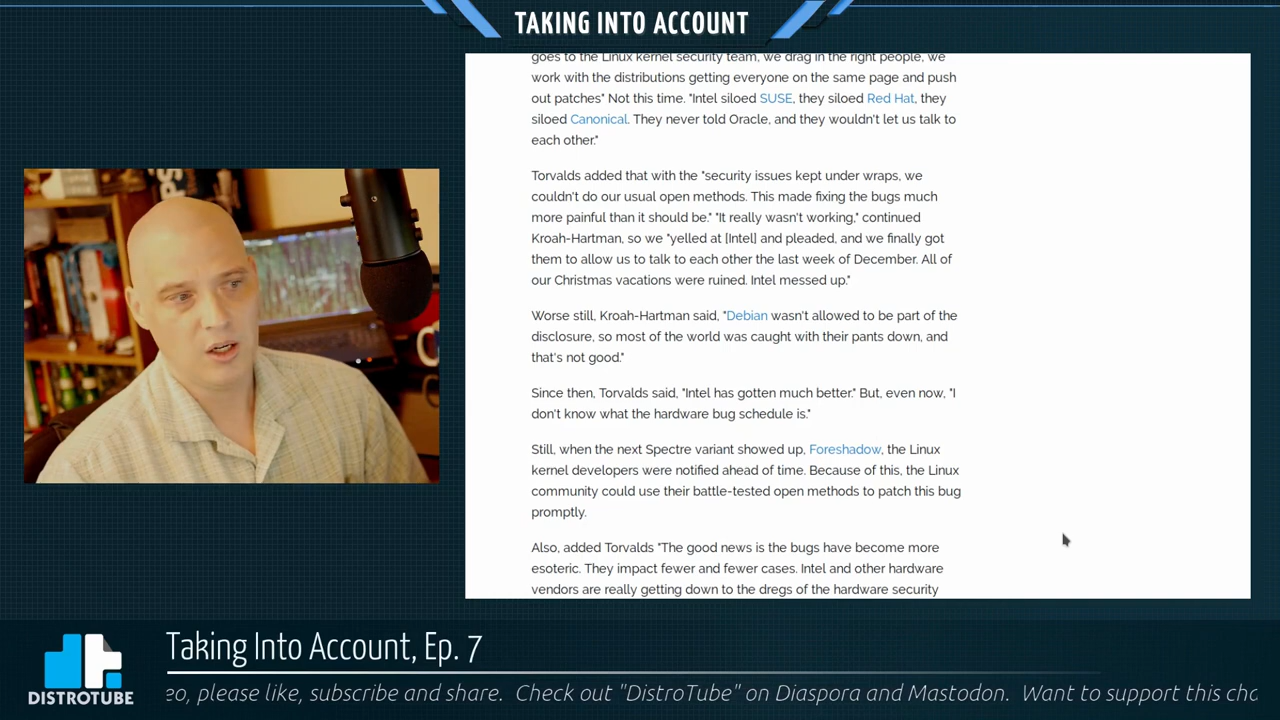 TAKING INTO ACCOUNT
goes to the Linux kernel security team, we drag in the right people, we
work with the distributions getting everyone on the same page and push
out patches" Not this time. "Intel siloed SUSE, they siloed Red Hat, they
siloed Canonical. They never told Oracle, and they wouldn't let us talk to
each other."
Torvalds added that with the "security issues kept under wraps, we
couldn't do our usual open methods. This made fixing the bugs much
more painful than it should be." "It really wasn't working," continued
Kroah-Hartman, so we "yelled at [Intel] and pleaded, and we finally got
them to allow us to talk to each other the last week of December. All of
our Christmas vacations were ruined. Intel messed up."
Worse still, Kroah-Hartman said, "Debian wasn't allowed to be part of the
disclosure, so most of the world was caught with their pants down, and
that's not good."
Since then, Torvalds said, "Intel has gotten much better." But, even now, "I
don't know what the hardware bug schedule is."
Still, when the next Spectre variant showed up, Foreshadow, the Linux
kernel developers were notified ahead of time. Because of this, the Linux
community could use their battle-tested open methods to patch this bug
promptly.
Also, added Torvalds "The good news is the bugs have become more
esoteric. They impact fewer and fewer cases. Intel and other hardware
vendors are really getting down to the dregs of the hardware security
Taking Into Account, Ep. 7
eo, please like, subscribe and share. Check out "DistroTube" on Diaspora and Mastodon. Want to support this cha
DISTROTUBE